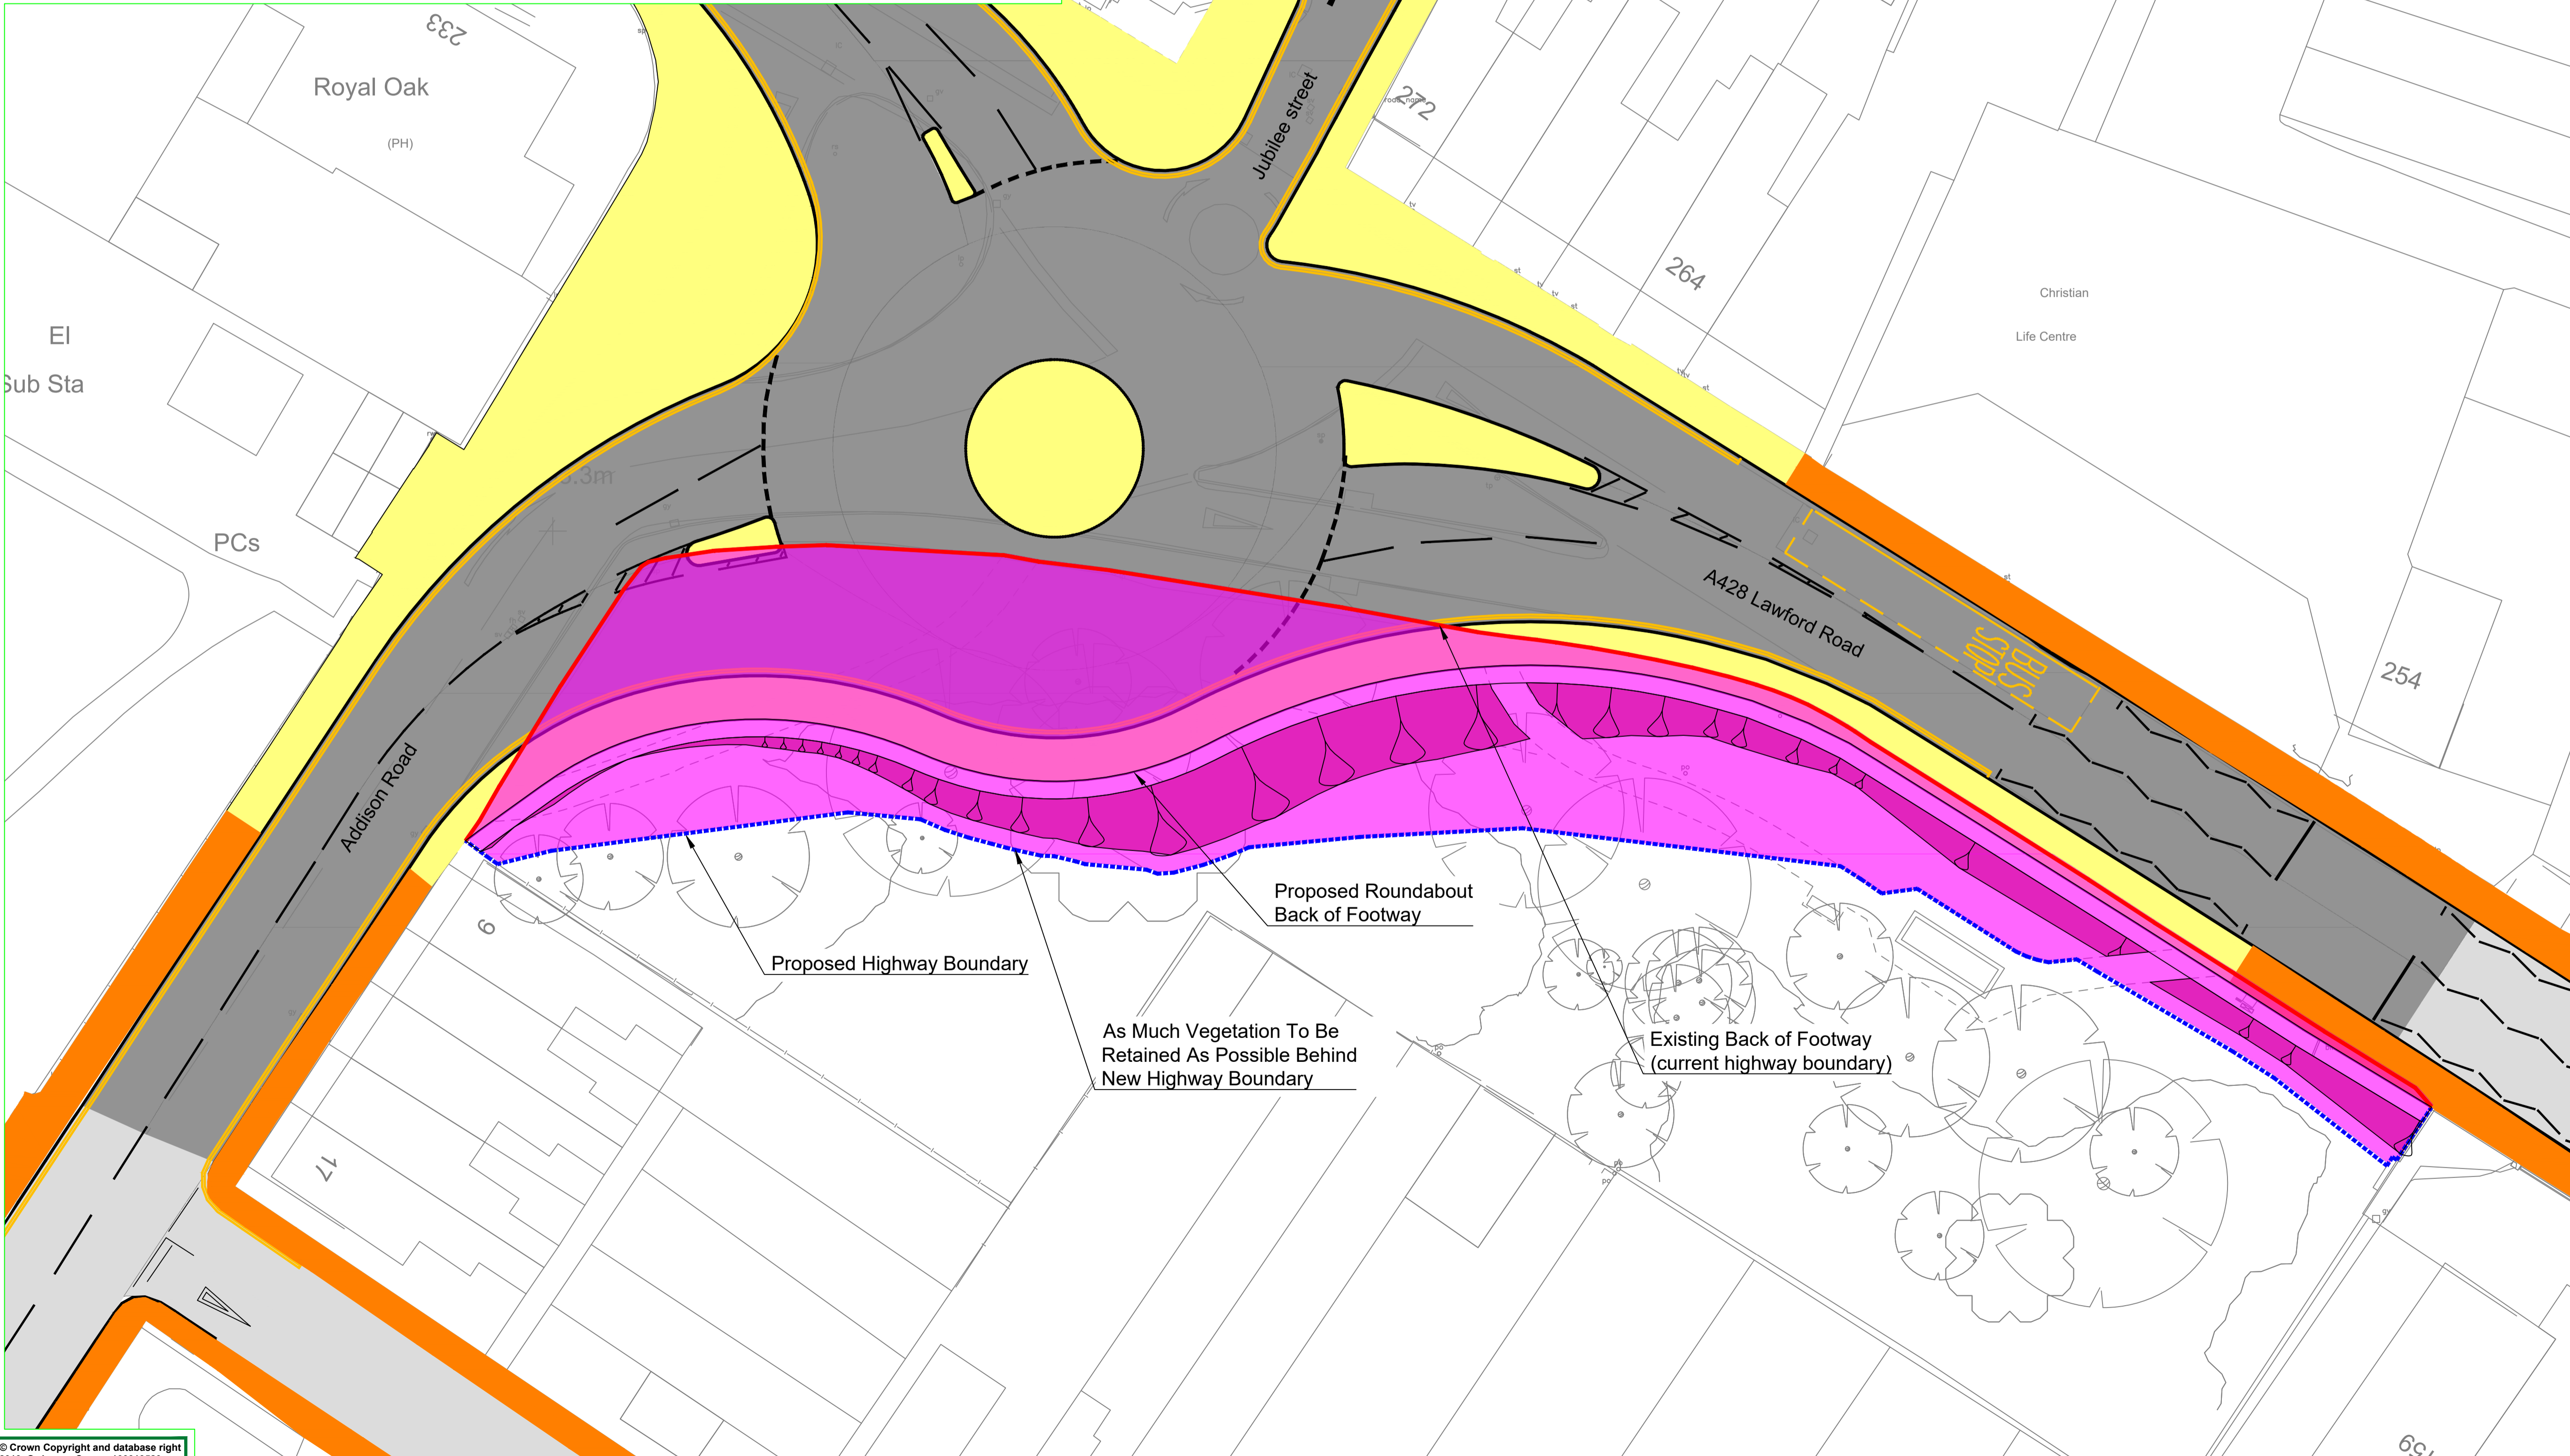 233
Royal Oak
(PH)
Jubilee street
272
264
Christian
Life Centre
El
Sub Sta
PCs
A428 Lawford Road
BUS
STOP
254
Addison Road
9
17
Proposed Roundabout
Back of Footway
Proposed Highway Boundary
As Much Vegetation To Be
Retained As Possible Behind
New Highway Boundary
Existing Back of Footway
(current highway boundary)
159
© Crown Copyright and database right